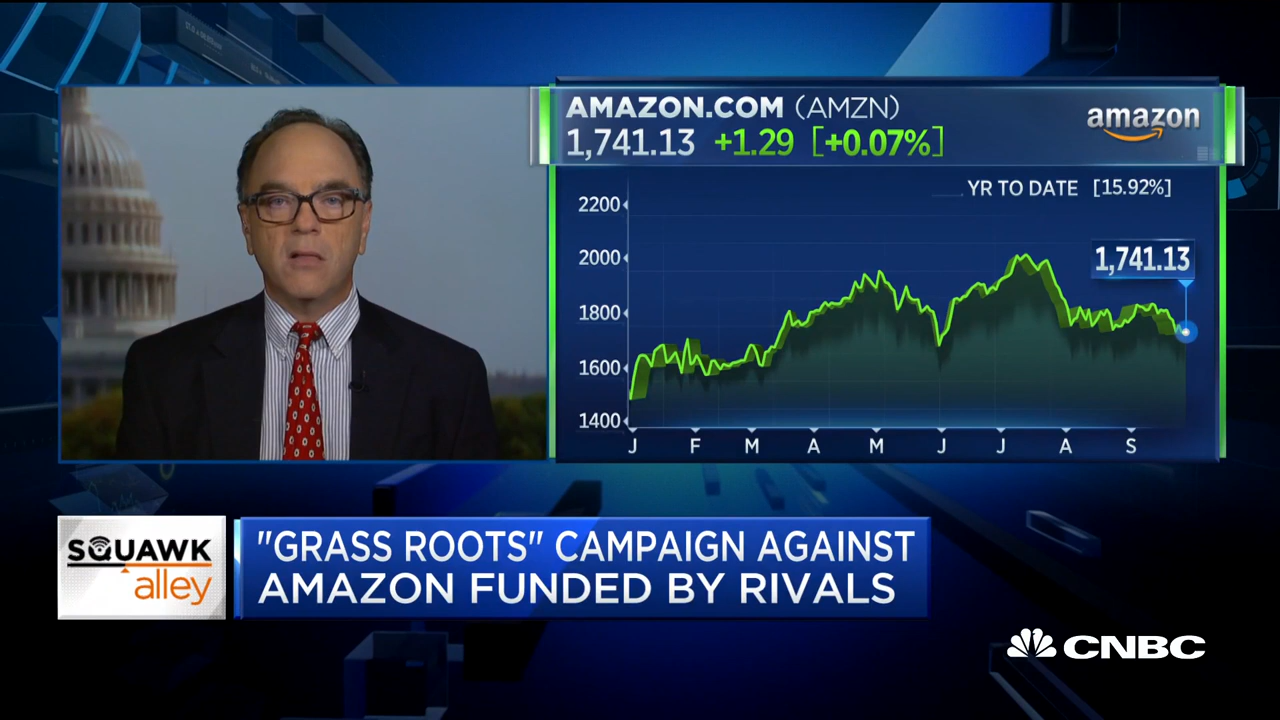 AMAZON.COM (AMZN)
1,741.13 +1.29 [+0.07%]
amazon
YR TO DATE [15.92%]
2200
2000
1800
1600
1400
1,741.13
J F M A M J J A S
SQUAWK
alley
"GRASS ROOTS" CAMPAIGN AGAINST
AMAZON FUNDED BY RIVALS
CNBC